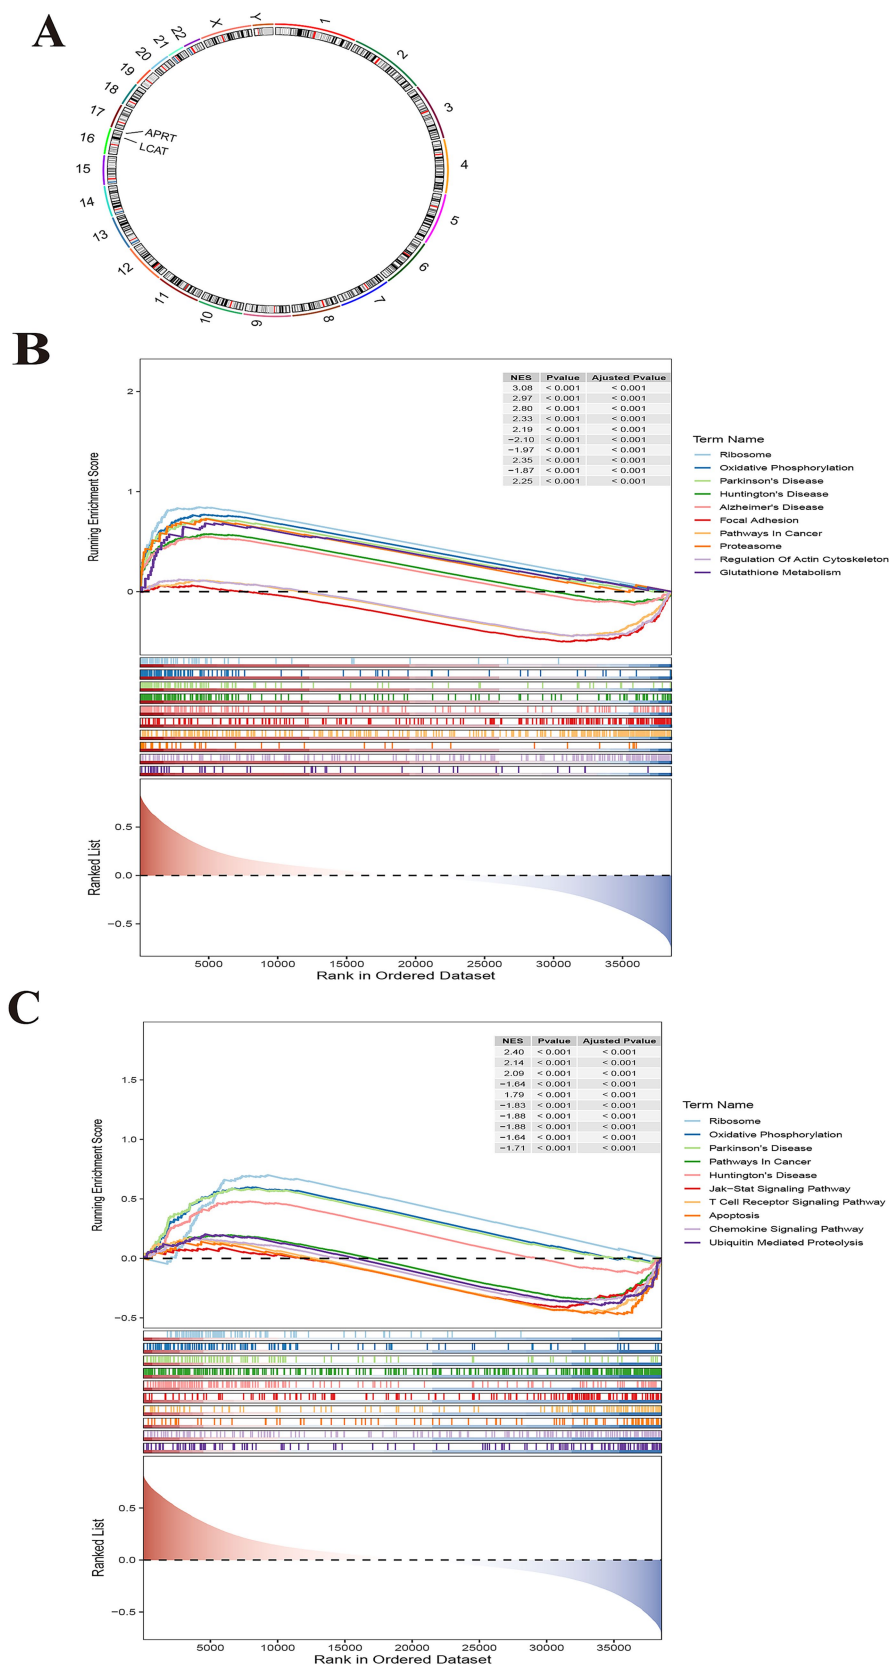 A
1
2
3
4
5
6
7
8
9
10
11
12
13
14
15
16
17
18
19
20
21
22
X
Y
APRT
LCAT
B
Running Enrichment Score
2
1
0
NES Pvalue Ajusted Pvalue
3.08 < 0.001 < 0.001
2.97 < 0.001 < 0.001
2.80 < 0.001 < 0.001
2.33 < 0.001 < 0.001
2.19 < 0.001 < 0.001
−2.10 < 0.001 < 0.001
−1.97 < 0.001 < 0.001
2.35 < 0.001 < 0.001
−1.87 < 0.001 < 0.001
2.25 < 0.001 < 0.001
Term Name
Ribosome
Oxidative Phosphorylation
Parkinson's Disease
Huntington's Disease
Alzheimer's Disease
Focal Adhesion
Pathways In Cancer
Proteasome
Regulation Of Actin Cytoskeleton
Glutathione Metabolism
Ranked List
0.5
0.0
−0.5
5000 10000 15000 20000 25000 30000 35000
Rank in Ordered Dataset
C
Running Enrichment Score
1.5
1.0
0.5
0.0
−0.5
NES Pvalue Ajusted Pvalue
2.40 < 0.001 < 0.001
2.14 < 0.001 < 0.001
2.09 < 0.001 < 0.001
−1.64 < 0.001 < 0.001
1.79 < 0.001 < 0.001
−1.83 < 0.001 < 0.001
−1.88 < 0.001 < 0.001
−1.88 < 0.001 < 0.001
−1.64 < 0.001 < 0.001
−1.71 < 0.001 < 0.001
Term Name
Ribosome
Oxidative Phosphorylation
Parkinson's Disease
Pathways In Cancer
Huntington's Disease
Jak−Stat Signaling Pathway
T Cell Receptor Signaling Pathway
Apoptosis
Chemokine Signaling Pathway
Ubiquitin Mediated Proteolysis
Ranked List
0.5
0.0
−0.5
5000 10000 15000 20000 25000 30000 35000
Rank in Ordered Dataset